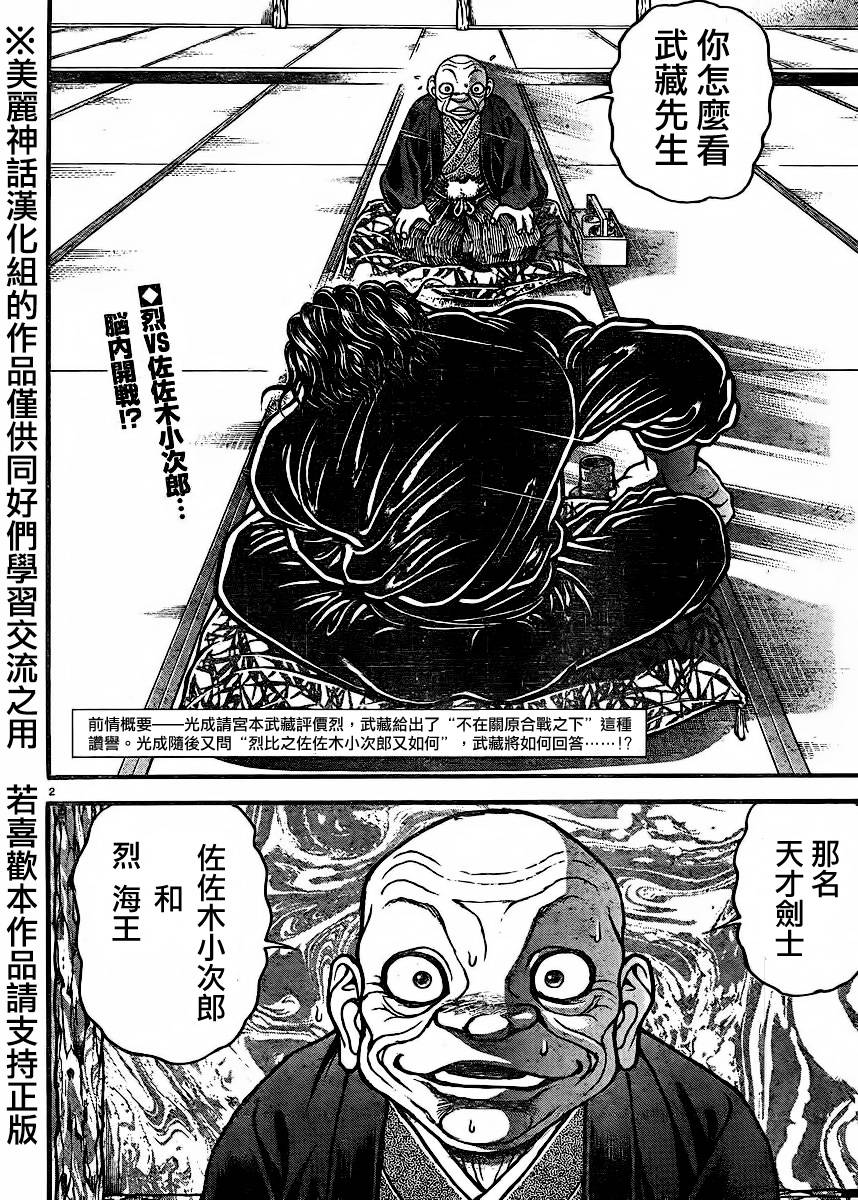 你怎麼看
武藏先生
◆烈VS佐佐木小次郎…
脳内開戰!?
前情概要——光成請宮本武藏評價烈，武藏給出了“不在關原合戰之下”這種
讚譽。光成隨後又問“烈比之佐佐木小次郎又如何”，武藏將如何回答……!?
2
那名
天才劍士
佐佐木小次郎
和
烈 海王
※美麗神話漢化組的作品僅供同好們學習交流之用 若喜歡本作品請支持正版